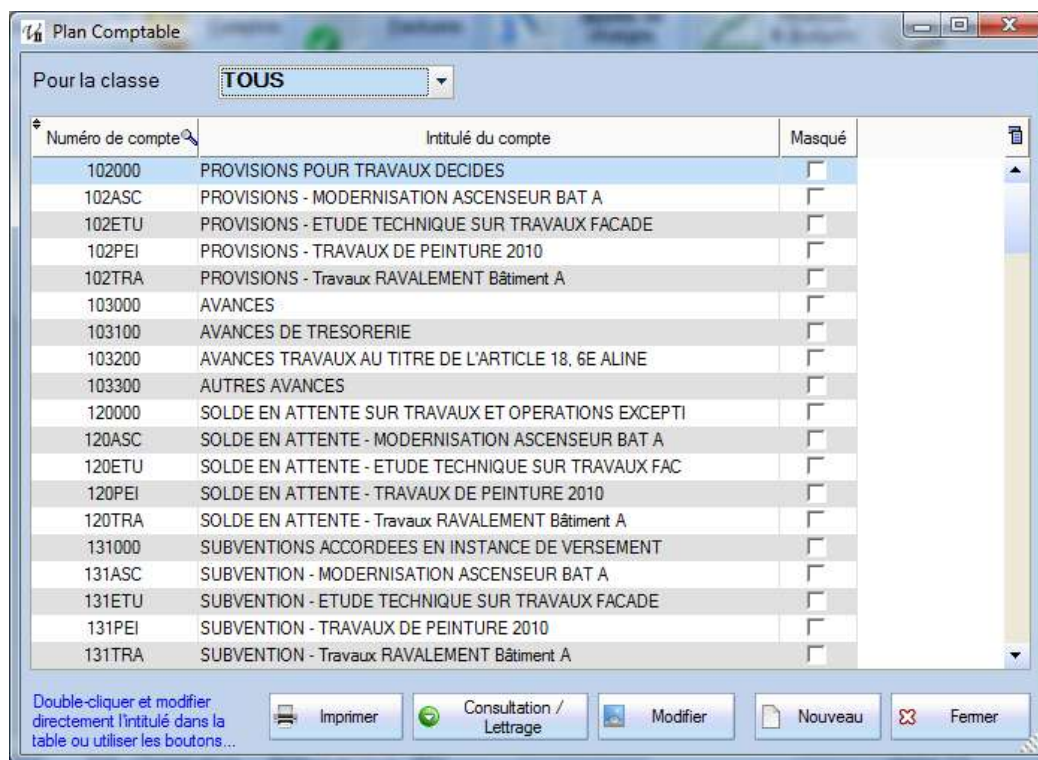 Plan Comptable
Pour la classe TOUS
Numéro de compte Intitulé du compte Masqué
102000 PROVISIONS POUR TRAVAUX DECIDES
102ASC PROVISIONS - MODERNISATION ASCENSEUR BAT A
102ETU PROVISIONS - ETUDE TECHNIQUE SUR TRAVAUX FACADE
102PEI PROVISIONS - TRAVAUX DE PEINTURE 2010
102TRA PROVISIONS - Travaux RAVALEMENT Bâtiment A
103000 AVANCES
103100 AVANCES DE TRESORERIE
103200 AVANCES TRAVAUX AU TITRE DE L'ARTICLE 18, 6E ALINE
103300 AUTRES AVANCES
120000 SOLDE EN ATTENTE SUR TRAVAUX ET OPERATIONS EXCEPTI
120ASC SOLDE EN ATTENTE - MODERNISATION ASCENSEUR BAT A
120ETU SOLDE EN ATTENTE - ETUDE TECHNIQUE SUR TRAVAUX FAC
120PEI SOLDE EN ATTENTE - TRAVAUX DE PEINTURE 2010
120TRA SOLDE EN ATTENTE - Travaux RAVALEMENT Bâtiment A
131000 SUBVENTIONS ACCORDEES EN INSTANCE DE VERSEMENT
131ASC SUBVENTION - MODERNISATION ASCENSEUR BAT A
131ETU SUBVENTION - ETUDE TECHNIQUE SUR TRAVAUX FACADE
131PEI SUBVENTION - TRAVAUX DE PEINTURE 2010
131TRA SUBVENTION - Travaux RAVALEMENT Bâtiment A
Double-cliquer et modifier
directement l'intitulé dans la
table ou utiliser les boutons...
Imprimer
Consultation /
Lettrage
Modifier
Nouveau
Fermer